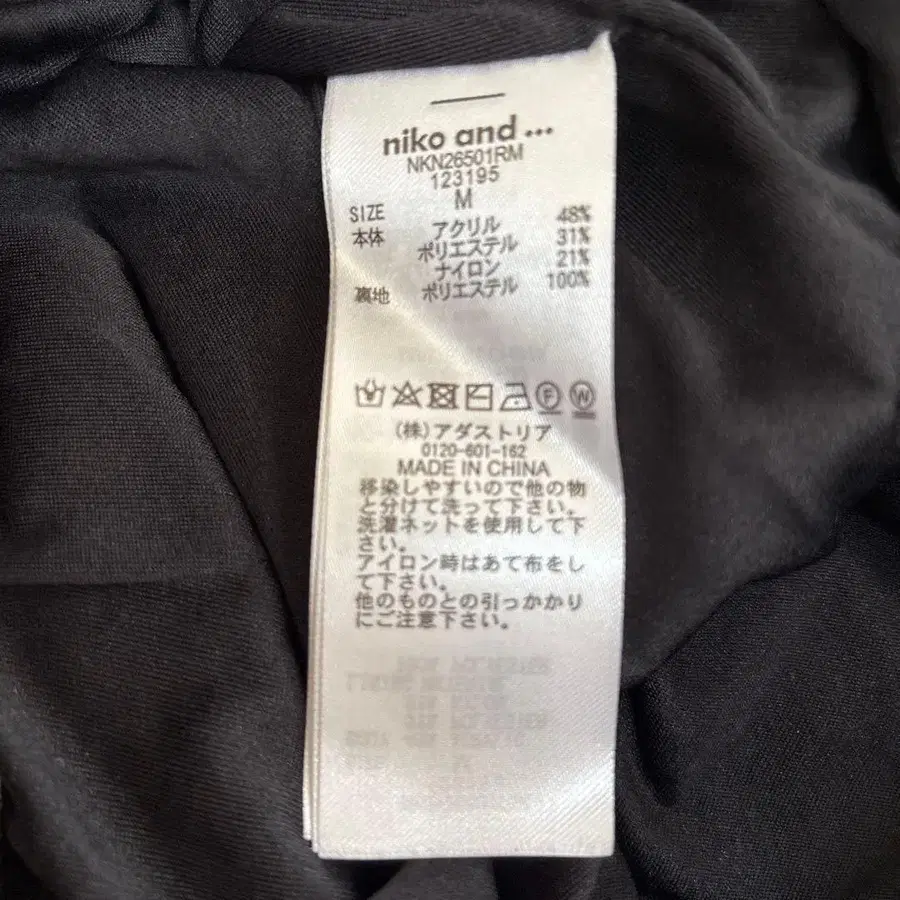 niko and ...
NKN26501RM
123195
SIZE M
本体 アクリル 48%
ポリエステル 31%
ナイロン 21%
裏地 ポリエステル 100%
F W
(株)アダストリア
0120-601-162
MADE IN CHINA
移染しやすいので他の物
と分けて洗って下さい。
洗濯ネットを使用して下
さい。
アイロン時はあて布をし
て下さい。
他のものとの引っかかり
にご注意下さい。